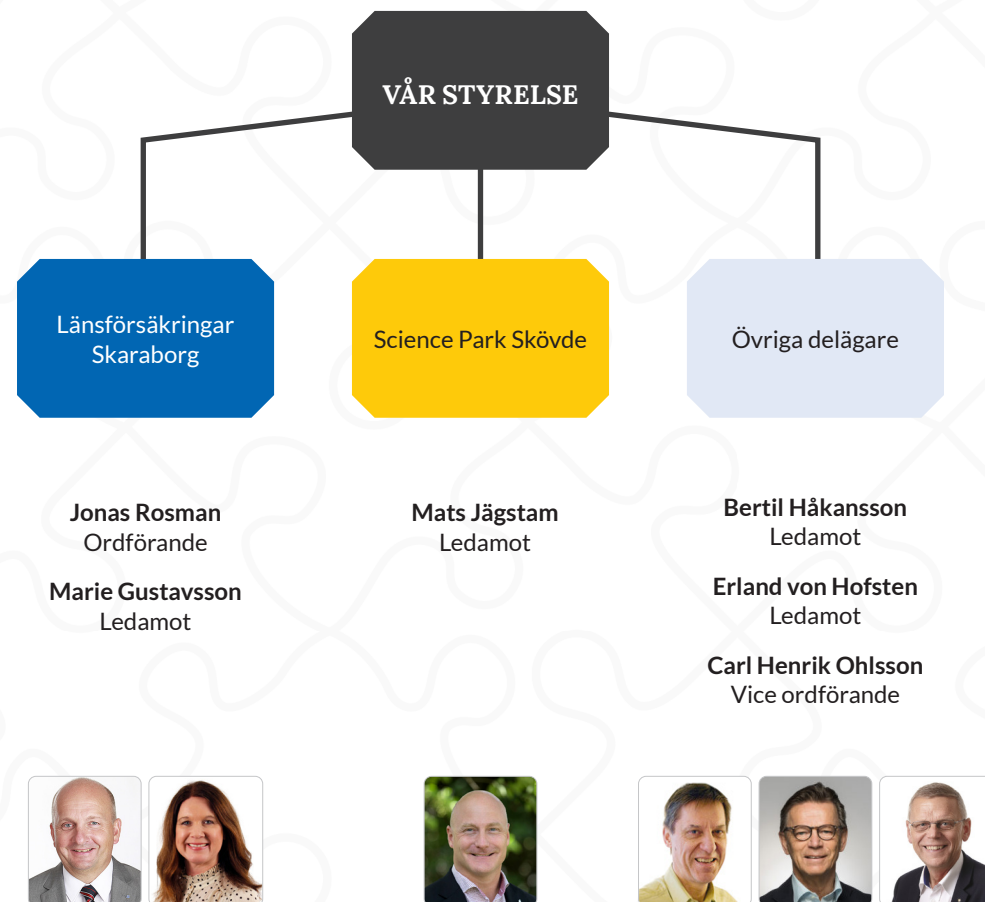 VÅR STYRELSE
Länsförsäkringar
Skaraborg
Science Park Skövde
Övriga delägare
Jonas Rosman
Ordförande
Marie Gustavsson
Ledamot
Mats Jägstam
Ledamot
Bertil Håkansson
Ledamot
Erland von Hofsten
Ledamot
Carl Henrik Ohlsson
Vice ordförande